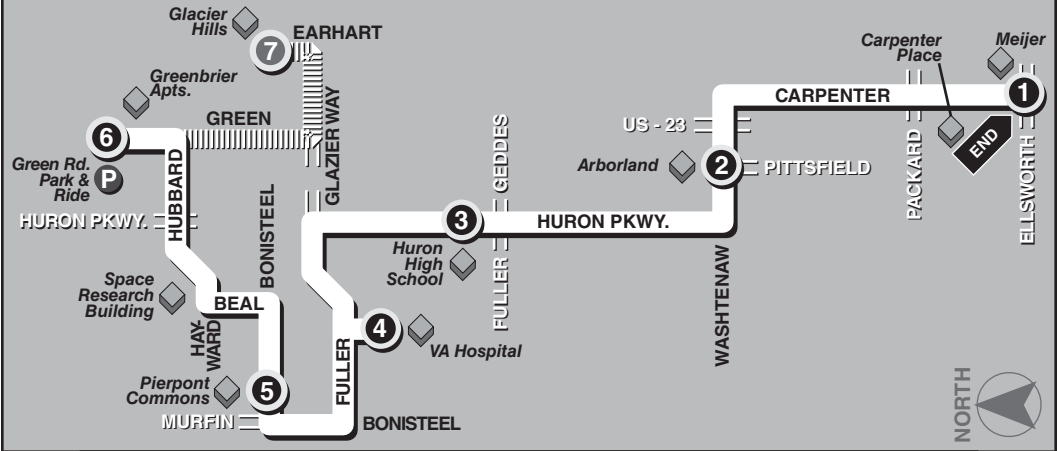 Glacier
Hills
7
EARHART
Greenbrier
Apts.
6
GREEN
GLAZIER WAY
Green Rd.
Park &
Ride
P
HUBBARD
HURON PKWY.
BONISTEEL
Space
Research
Building
BEAL
HAY-
WARD
Pierpont
Commons
5
MURFIN
BONISTEEL
FULLER
4
VA Hospital
3
Huron
High
School
GEDDES
FULLER
HURON PKWY.
US - 23
Arborland
2
PITTSFIELD
WASHTENAW
CARPENTER
PACKARD
Carpenter
Place
END
Meijer
1
ELLSWORTH
NORTH